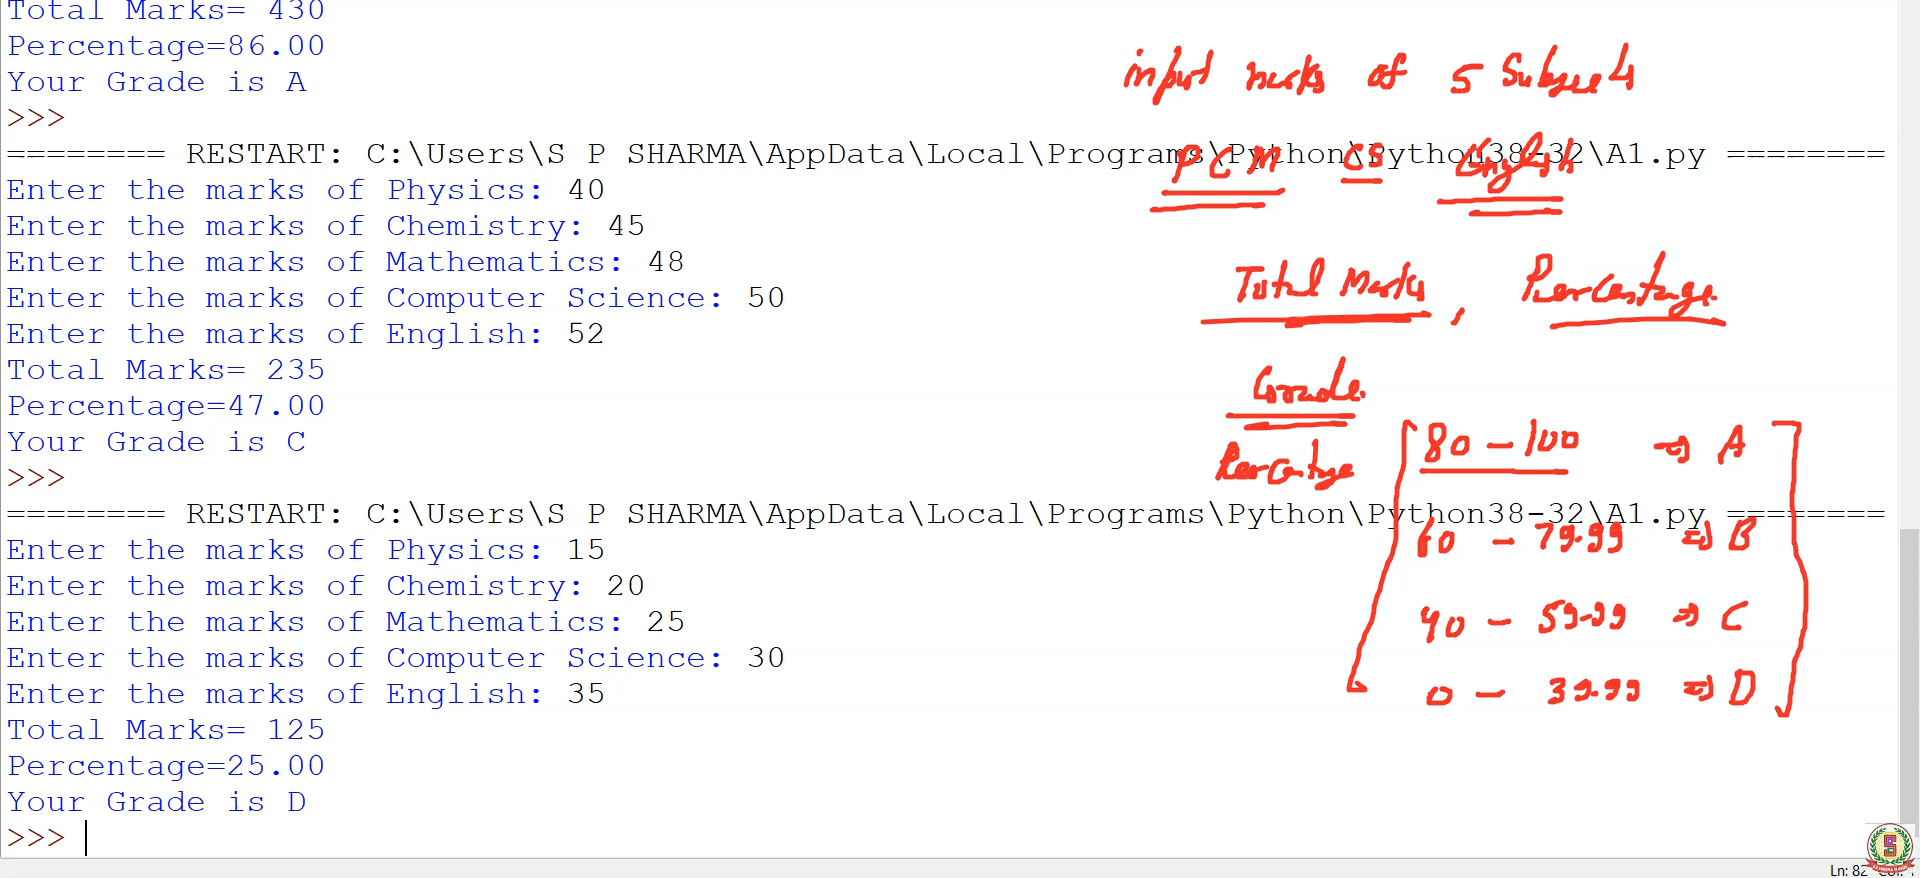 Total Marks= 430
Percentage=86.00
Your Grade is A
>>>
======== RESTART: C:\Users\S P SHARMA\AppData\Local\Programs\Python\Python38-32\A1.py ========
Enter the marks of Physics: 40
Enter the marks of Chemistry: 45
Enter the marks of Mathematics: 48
Enter the marks of Computer Science: 50
Enter the marks of English: 52
Total Marks= 235
Percentage=47.00
Your Grade is C
>>>
======== RESTART: C:\Users\S P SHARMA\AppData\Local\Programs\Python\Python38-32\A1.py ========
Enter the marks of Physics: 15
Enter the marks of Chemistry: 20
Enter the marks of Mathematics: 25
Enter the marks of Computer Science: 30
Enter the marks of English: 35
Total Marks= 125
Percentage=25.00
Your Grade is D
>>>
input marks of 5 Subjects
PCM CS English
Total Marks, Percentage
Grade
Percentage 80 - 100 ⇒ A
60 - 79.99 ⇒ B
40 - 59.99 ⇒ C
0 - 39.99 ⇒ D
S
Ln: 82